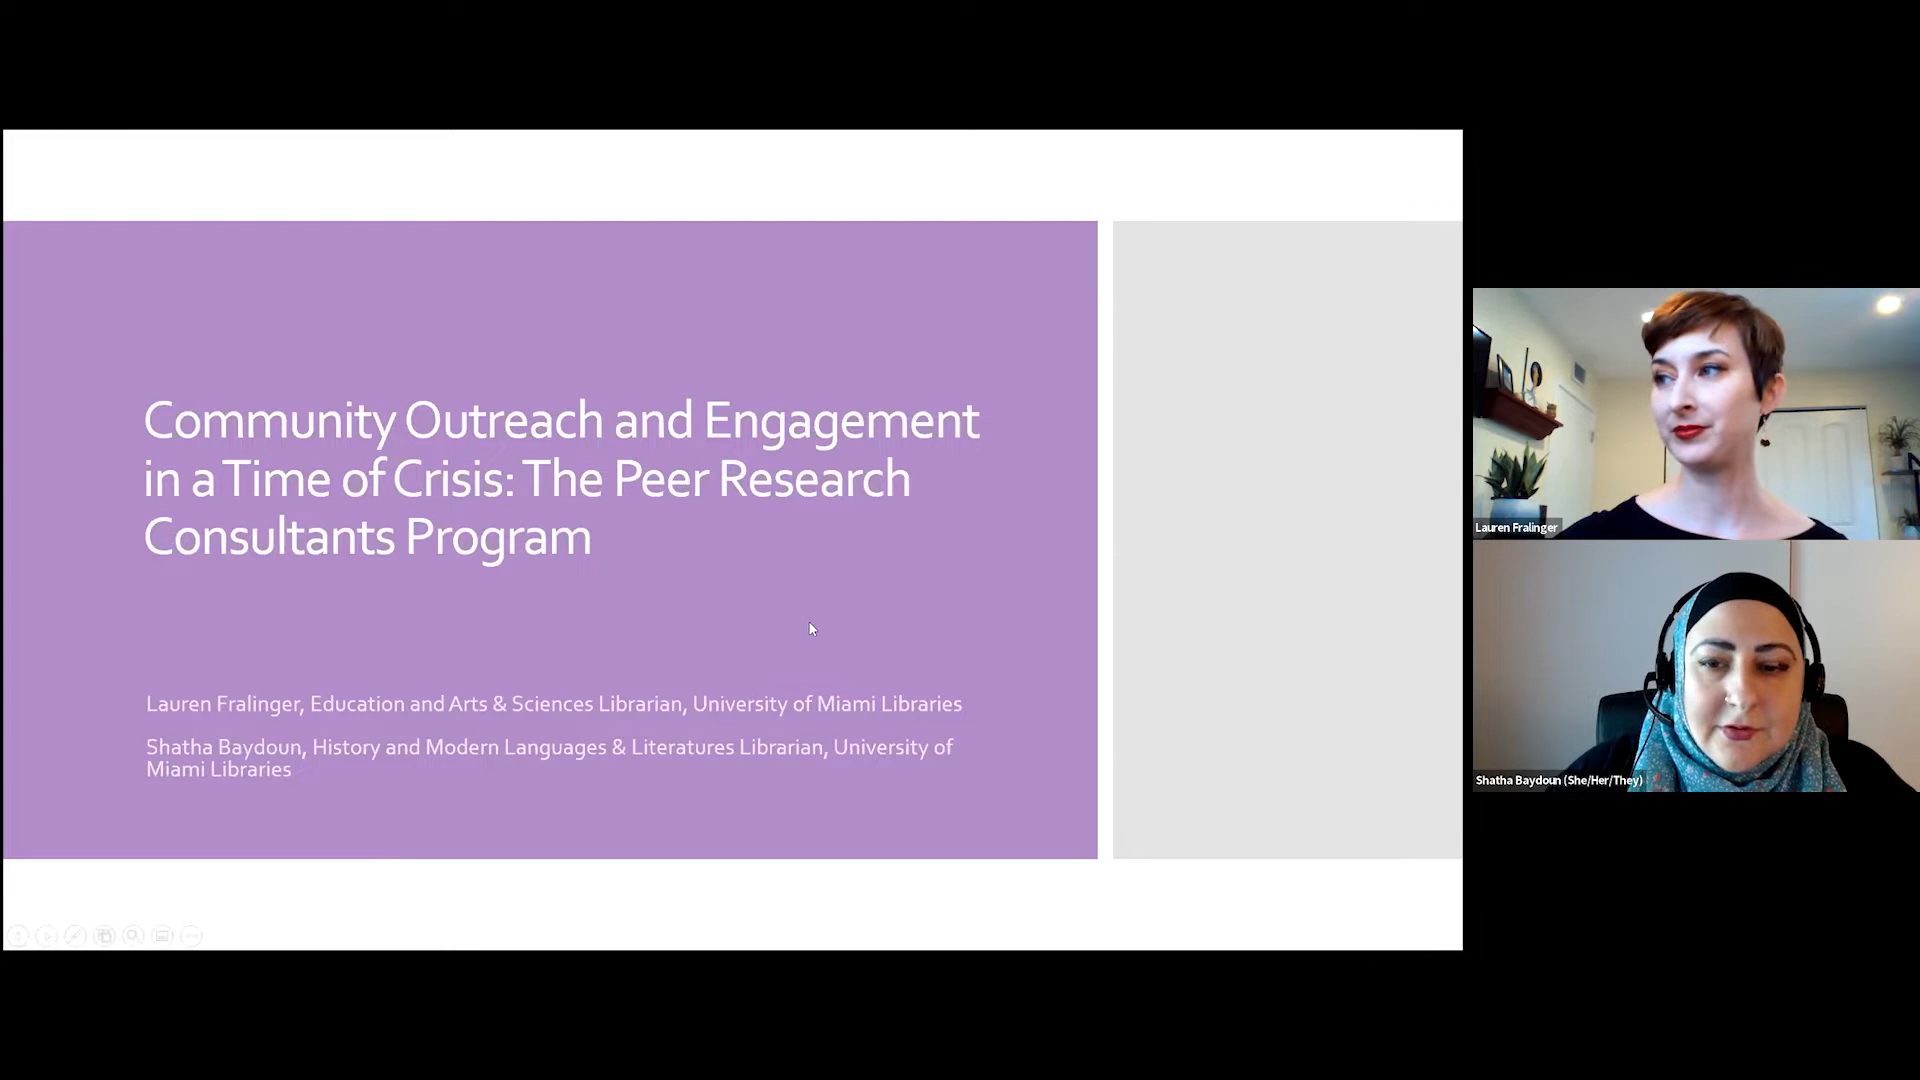 Community Outreach and Engagement
in a Time of Crisis: The Peer Research
Consultants Program
Lauren Fralinger, Education and Arts & Sciences Librarian, University of Miami Libraries
Shatha Baydoun, History and Modern Languages & Literatures Librarian, University of
Miami Libraries
Lauren Fralinger
Shatha Baydoun (She/Her/They)